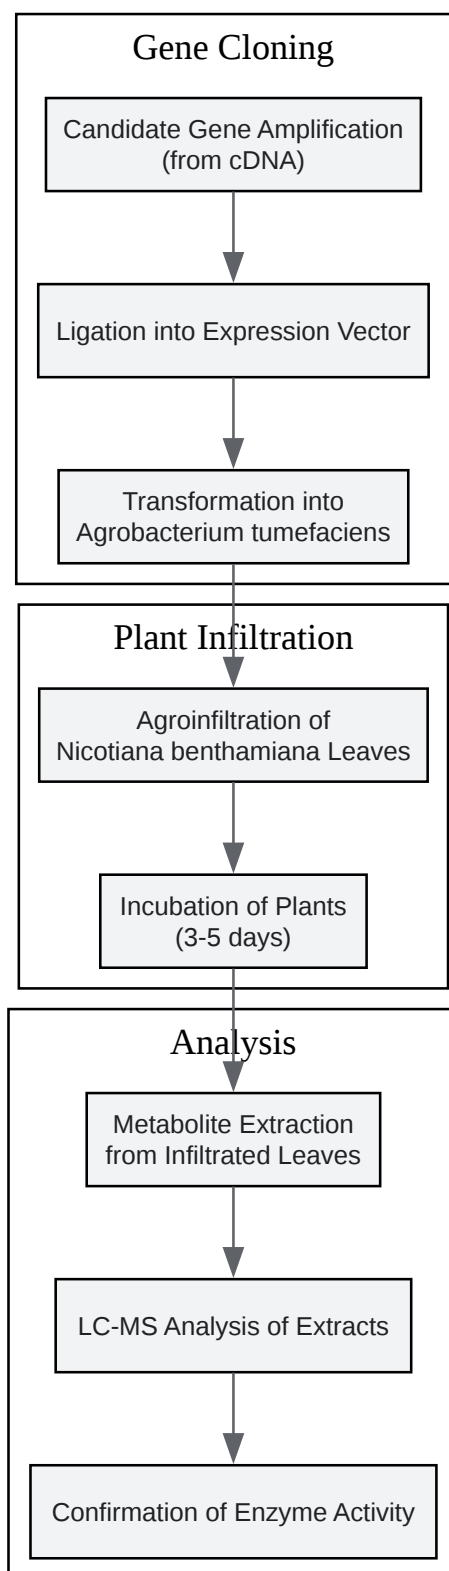 Gene Cloning
Candidate Gene Amplification
(from cDNA)
Ligation into Expression Vector
Transformation into
Agrobacterium tumefaciens
Plant Infiltration
Agroinfiltration of
Nicotiana benthamiana Leaves
Incubation of Plants
(3-5 days)
Analysis
Metabolite Extraction
from Infiltrated Leaves
LC-MS Analysis of Extracts
Confirmation of Enzyme Activity